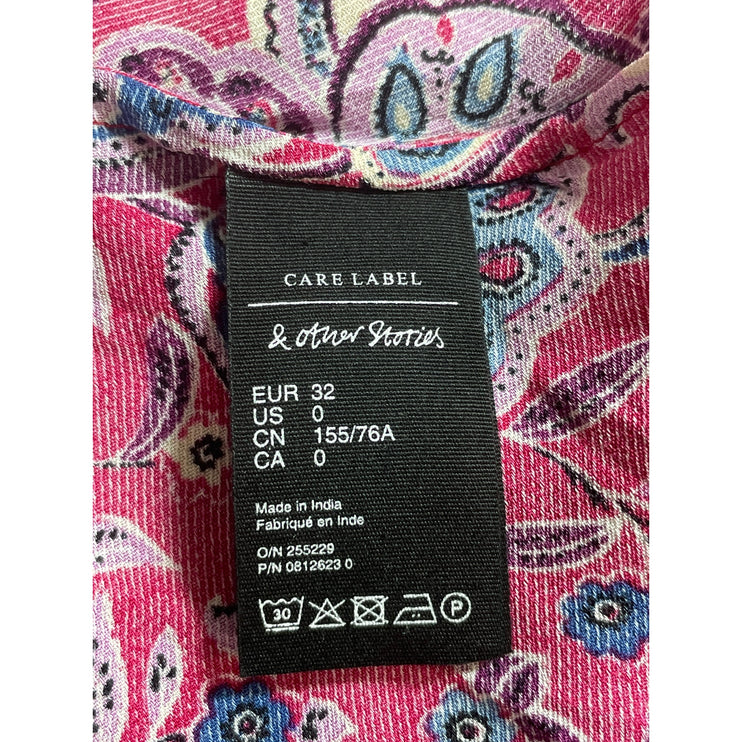 CARE LABEL
& Other Stories
EUR 32
US 0
CN 155/76A
CA 0
Made in India
Fabriqué en Inde
O/N 255229
P/N 0812623 0
30
P